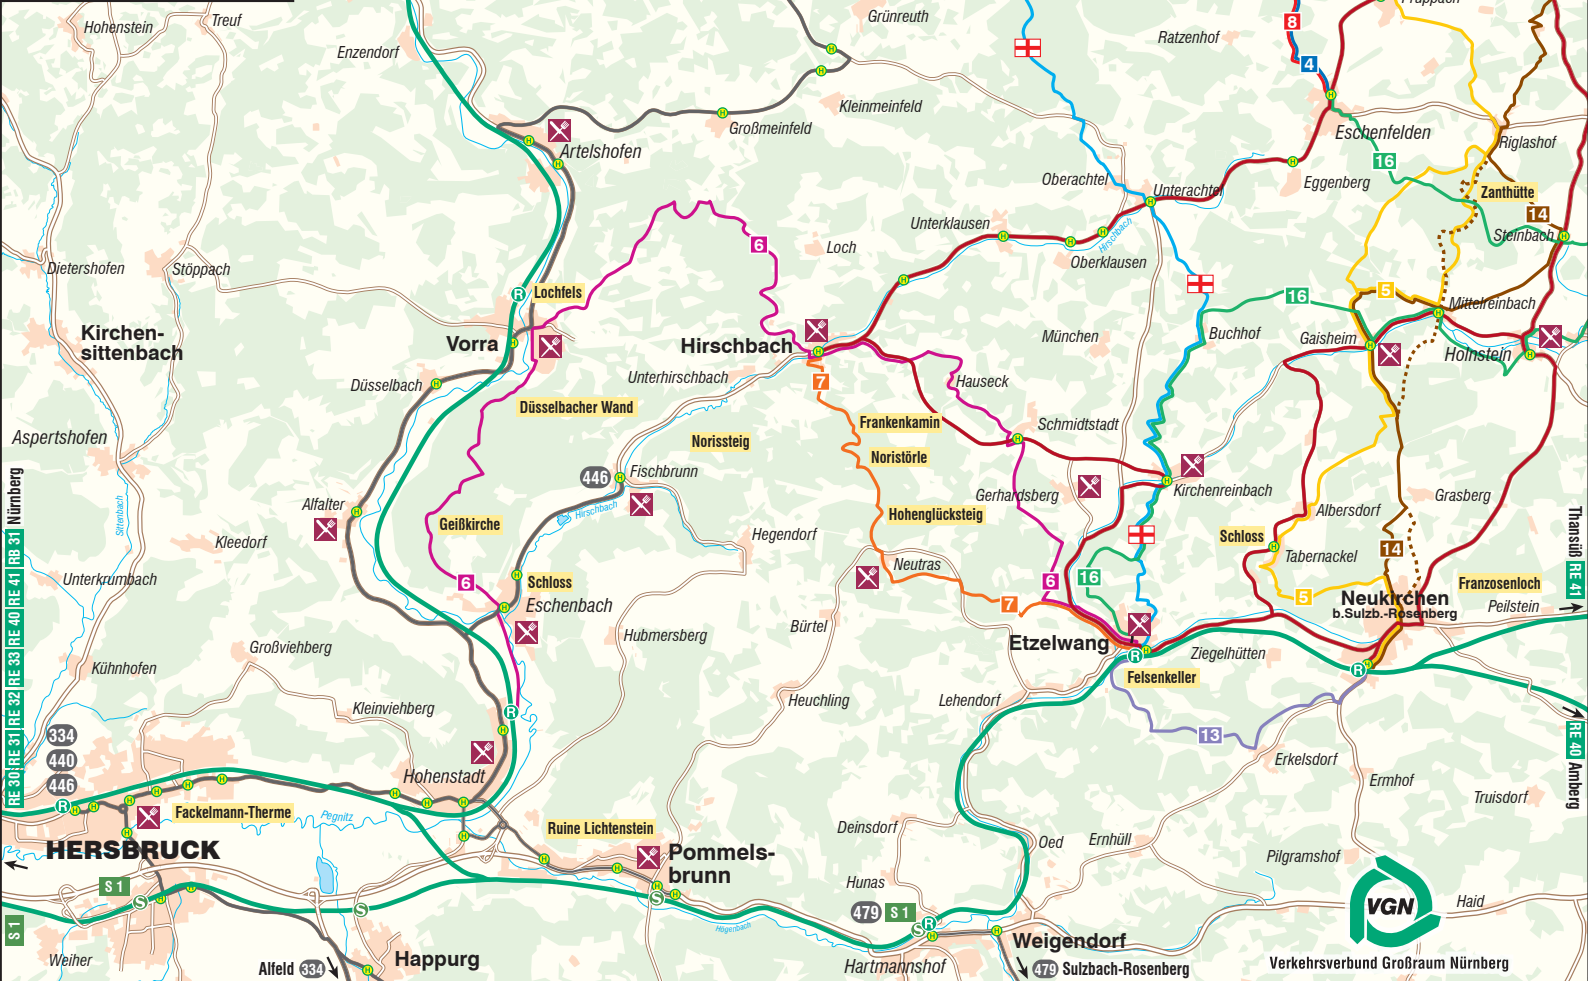 Hohenstein
Treuf
Enzendorf
Grünreuth
Ratzenhof
8
4
Kleinmeinfeld
Großmeinfeld
Artelshofen
Eschenfelden
Riglashof
16
Eggenberg
Zanthütte
14
Steinbach
Oberachtel
Unterachtel
Unterklausen
Hirschbach
Oberklausen
6
Loch
Dietershofen
Stöppach
Lochfels
16
5
Mittelreinbach
Kirchen-
sittenbach
Vorra
Hirschbach
München
Buchhof
Gaisheim
Holnstein
Düsselbach
Unterhirschbach
7
Hauseck
Düsselbacher Wand
Frankenkamin
Schmidtstadt
Aspertshofen
Norissteig
Noristörle
446
Fischbrunn
Kirchenreinbach
Gerhardsberg
Grasberg
Nürnberg
Sittenbach
Alfalter
Geißkirche
Hirschbach
Hohenglücksteig
Albersdorf
Thansüß
Kleedorf
Hegendorf
Schloss
Tabernackel
14
RB 31
RE 41
RE 40
RE 33
RE 32
RE 31
RE 30
Unterkrumbach
6
Schloss
Neutras
6
16
Franzosenloch
RE 41
Eschenbach
7
5
Neukirchen
b.Sulzb.-Rosenberg
Peilstein
Großviehberg
Hubmersberg
Bürtel
Etzelwang
R
Ziegelhütten
R
Kühnhofen
Felsenkeller
Kleinviehberg
R
Heuchling
Lehendorf
13
334
440
446
RE 40
Amberg
Hohenstadt
Erkelsdorf
Ermhof
Truisdorf
R
Fackelmann-Therme
Pegnitz
Ruine Lichtenstein
Deinsdorf
Oed
Ernhüll
HERSBRUCK
Pommels-
brunn
Pilgramshof
S 1
Hunas
479
S 1
R
VGN
Haid
S 1
Högenbach
Weigendorf
Weiher
Happurg
Alfeld
334
Hartmannshof
479
Sulzbach-Rosenberg
Verkehrsverbund Großraum Nürnberg